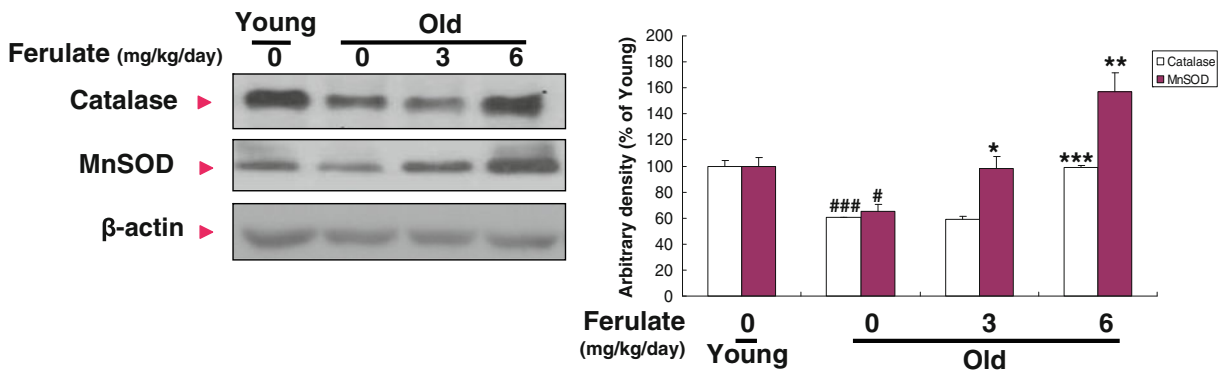 Young Old
Ferulate (mg/kg/day) 0 0 3 6
Catalase
MnSOD
β-actin
Arbitrary density (% of Young)
200
180
160
140
120
100
80
60
40
20
0
###
#
*
***
**
Catalase
MnSOD
Ferulate 0 0 3 6
(mg/kg/day) Young Old